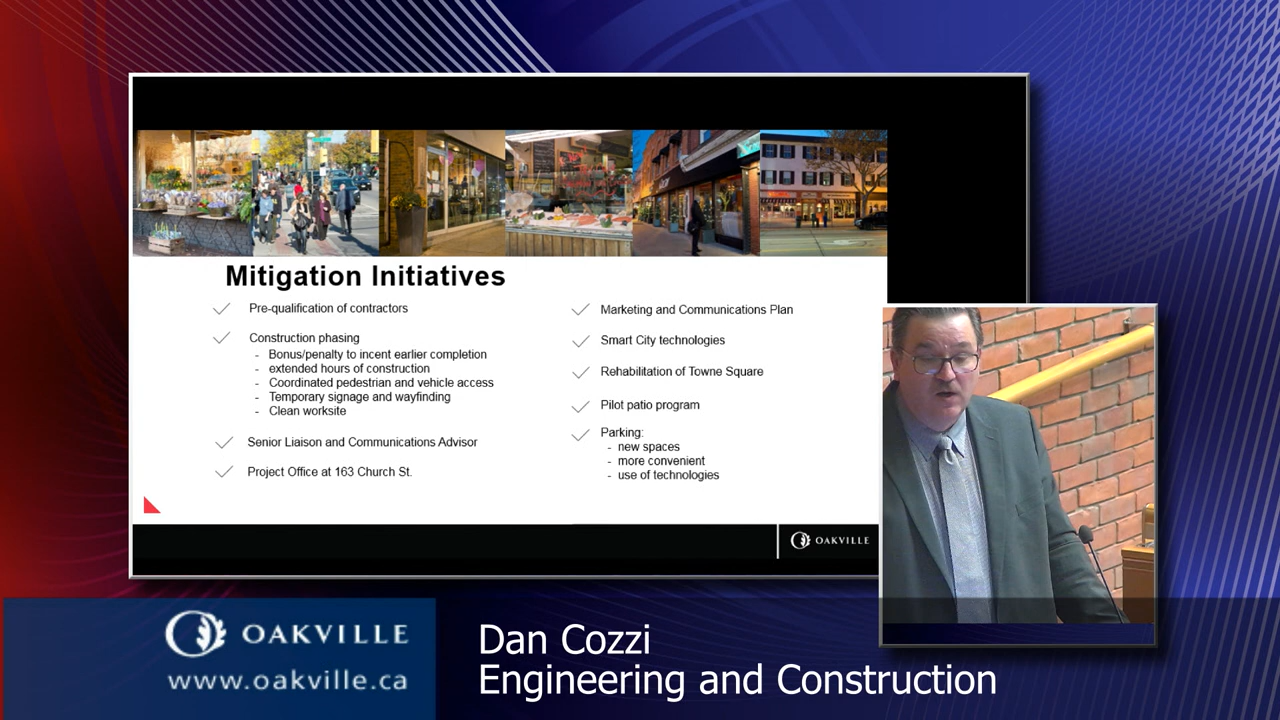 Mitigation Initiatives
Pre-qualification of contractors
Construction phasing
- Bonus/penalty to incent earlier completion
- extended hours of construction
- Coordinated pedestrian and vehicle access
- Temporary signage and wayfinding
- Clean worksite
Senior Liaison and Communications Advisor
Project Office at 163 Church St.
Marketing and Communications Plan
Smart City technologies
Rehabilitation of Towne Square
Pilot patio program
Parking:
- new spaces
- more convenient
- use of technologies
OAKVILLE
OAKVILLE
www.oakville.ca
Dan Cozzi
Engineering and Construction